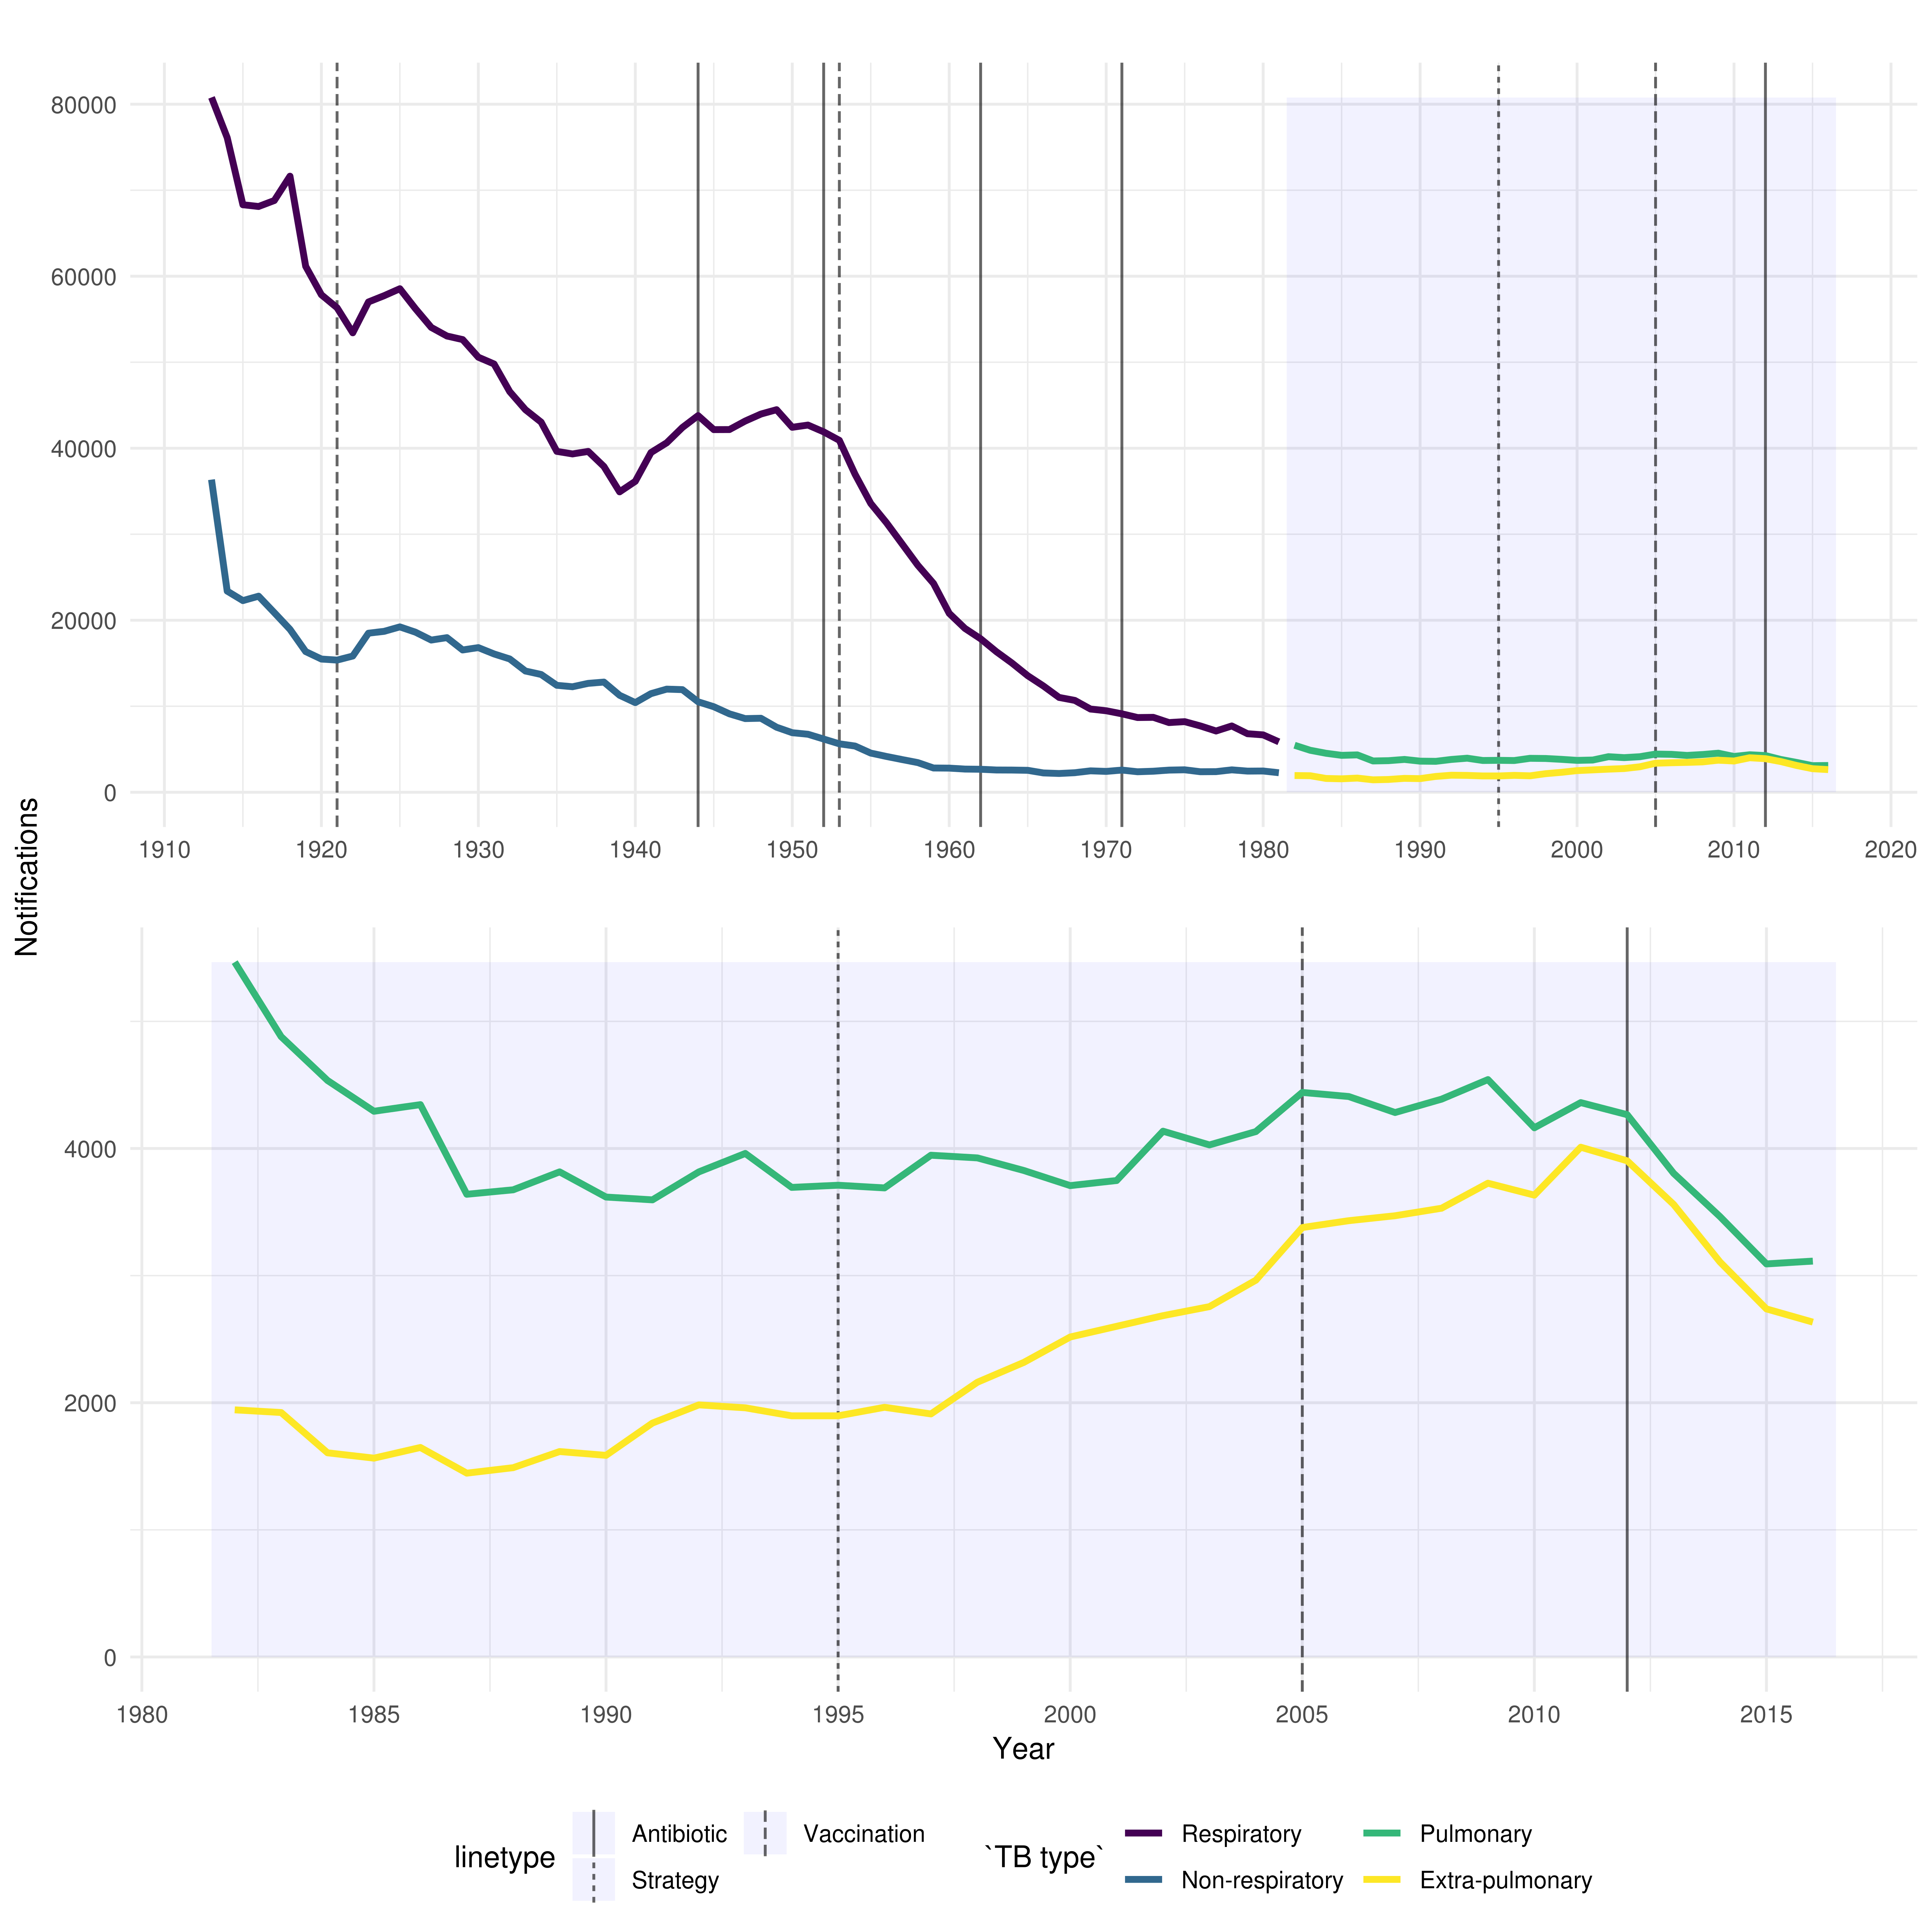 80000
60000
40000
20000
0
1910 1920 1930 1940 1950 1960 1970 1980 1990 2000 2010 2020
Notifications
4000
2000
0
1980 1985 1990 1995 2000 2005 2010 2015
Year
linetype
Antibiotic
Strategy
Vaccination
`TB type`
Respiratory
Non-respiratory
Pulmonary
Extra-pulmonary